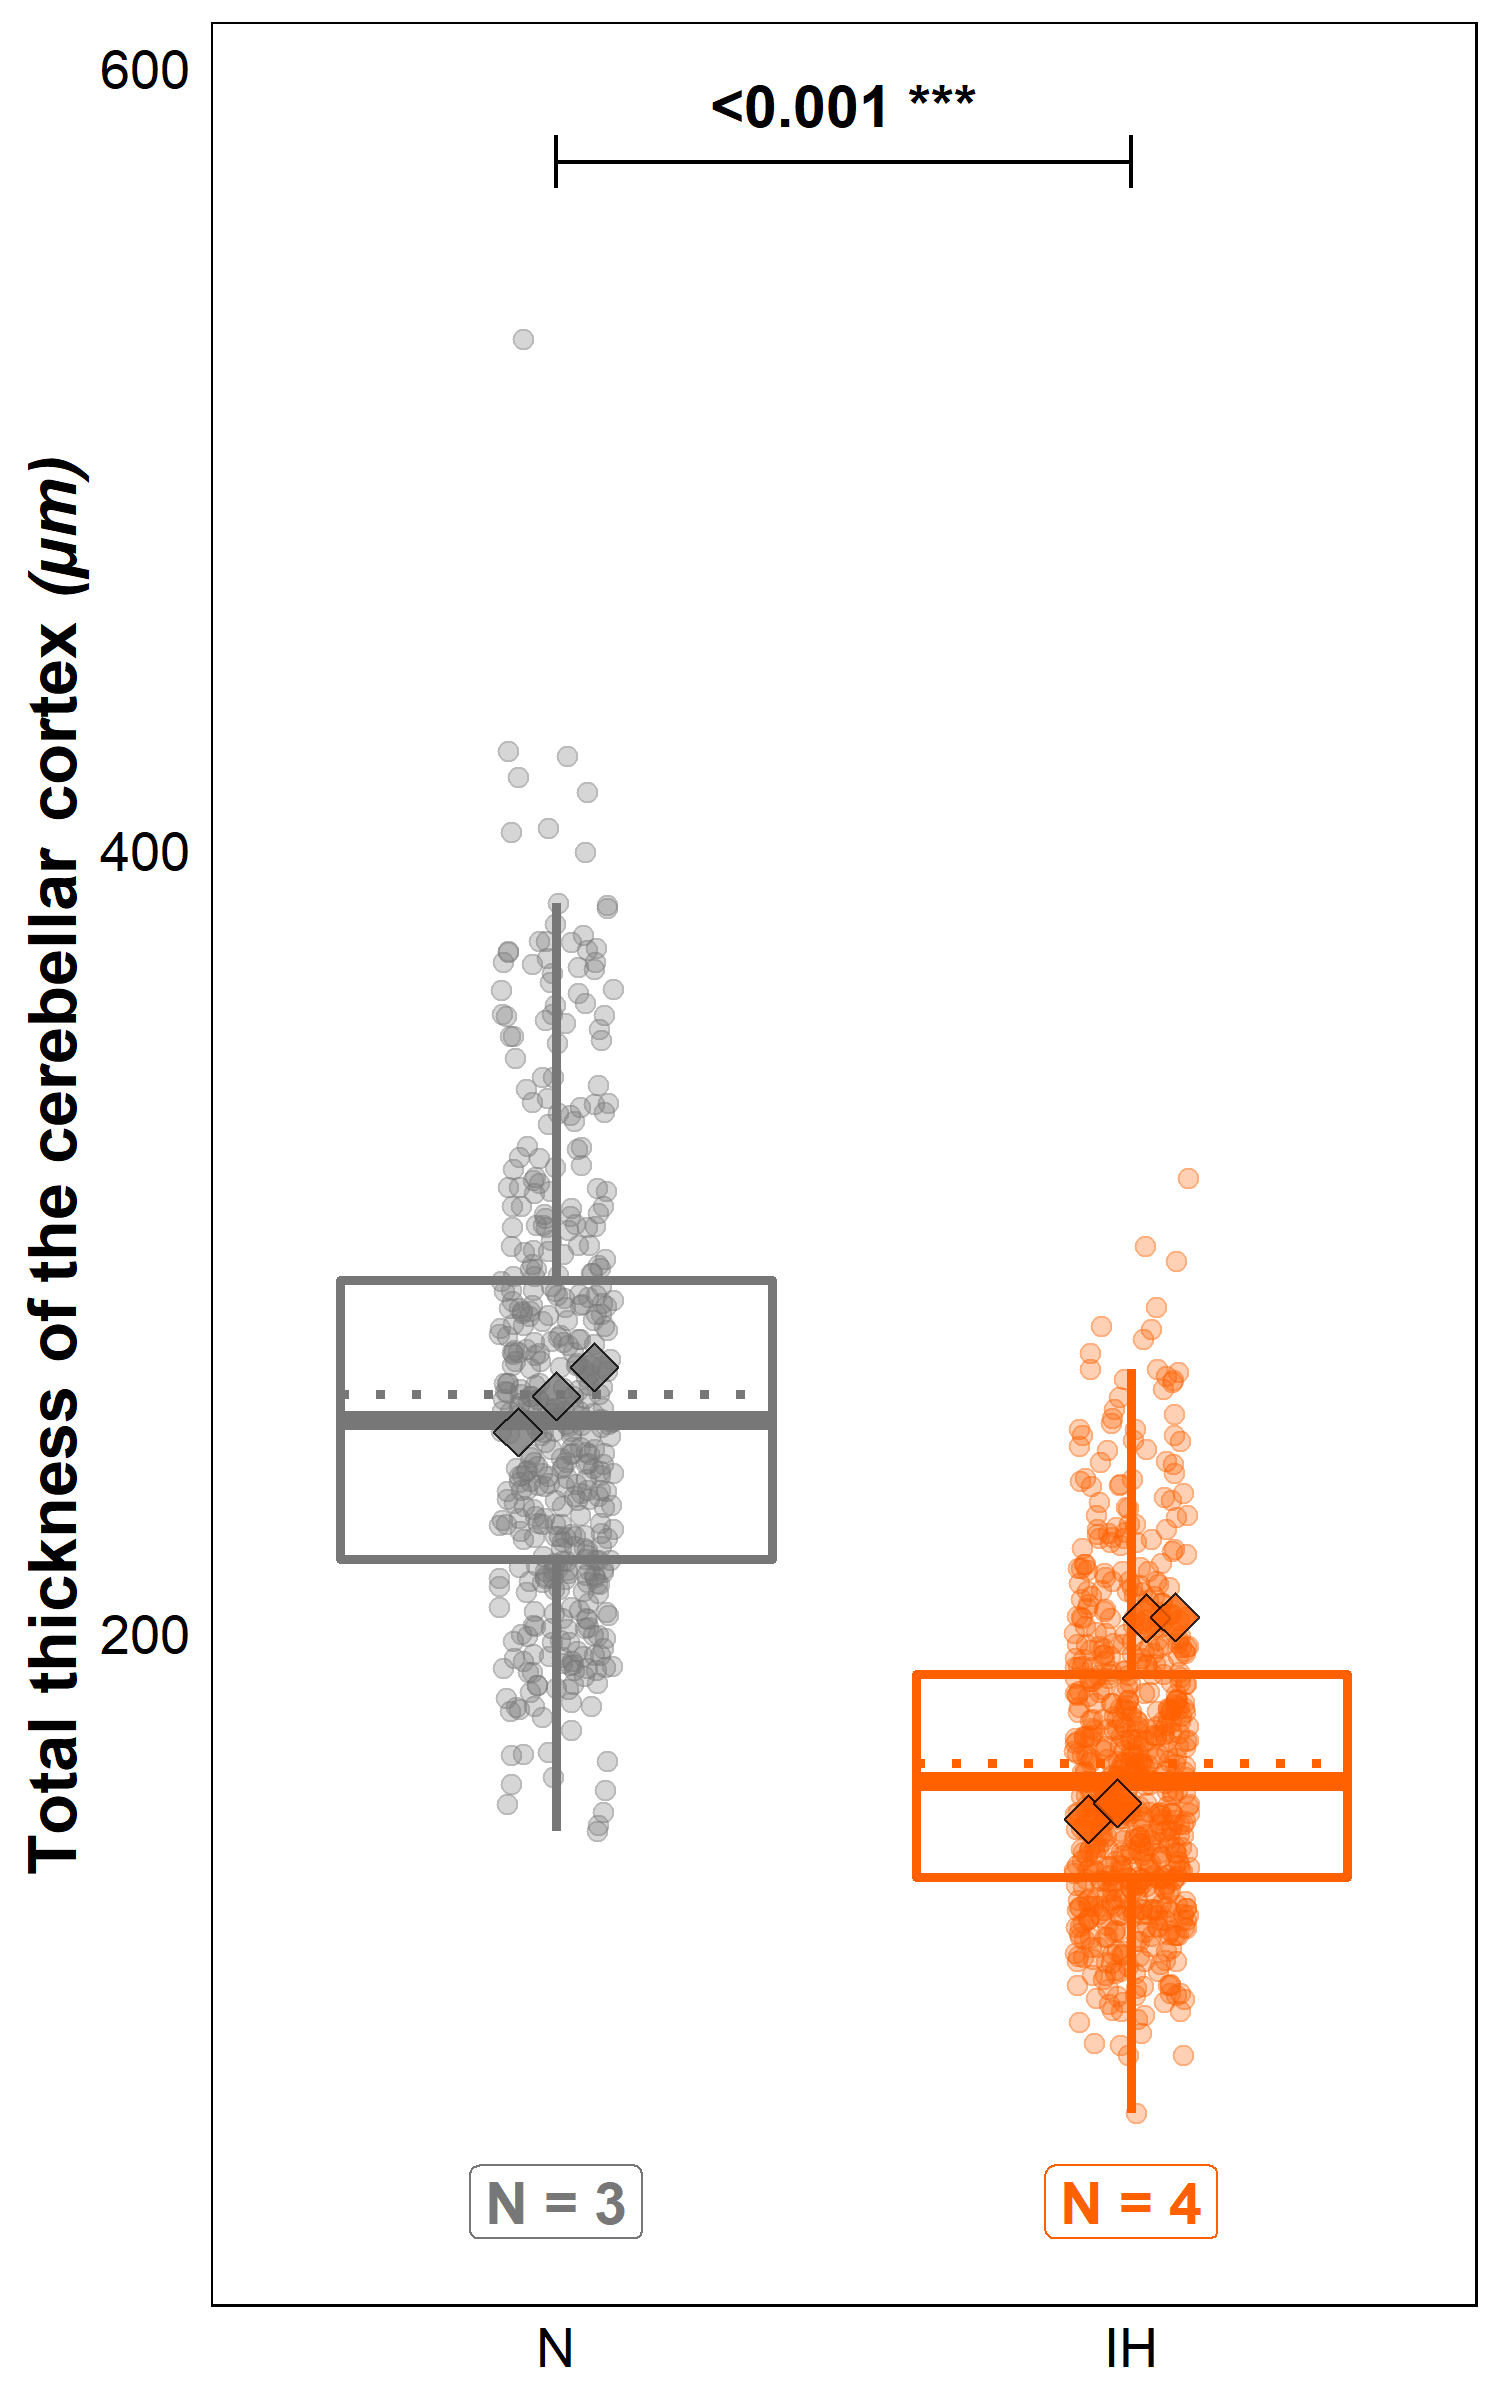 600
<0.001 ***
Total thickness of the cerebellar cortex (µm)
400
200
N = 3
N = 4
N
IH